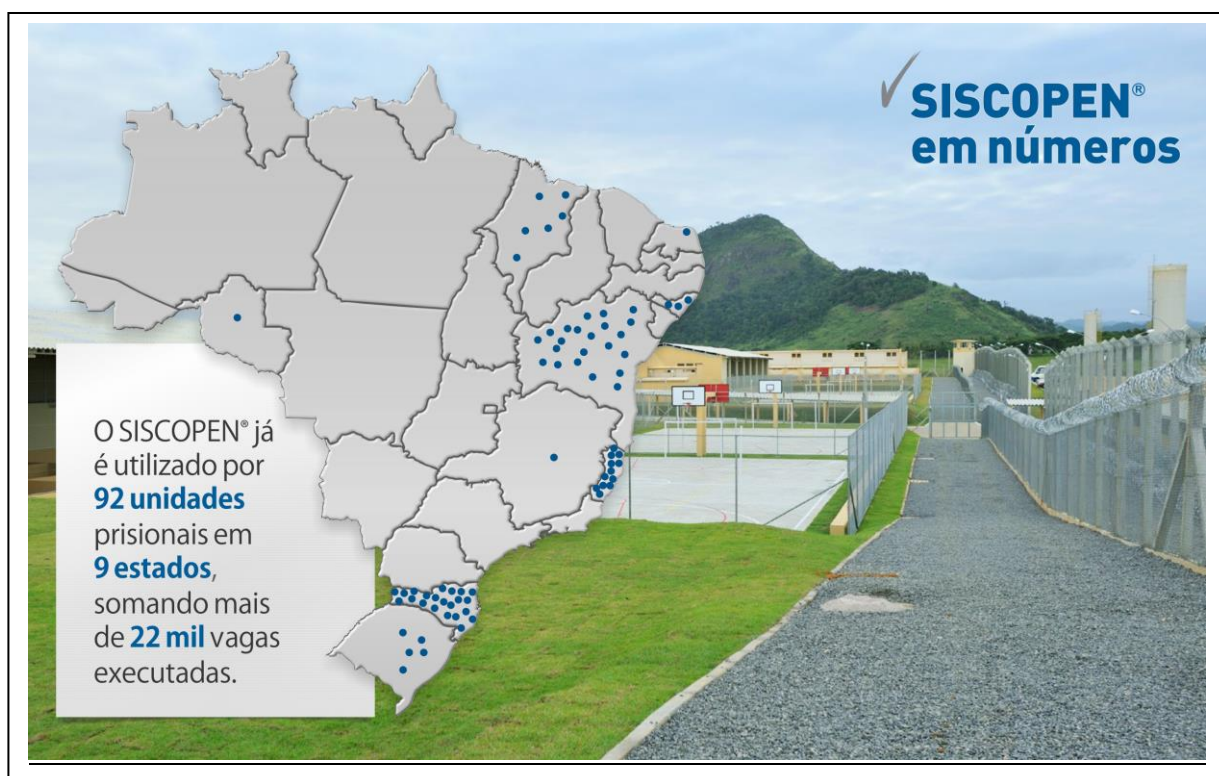 SISCOPEN®
em números
O SISCOPEN® já
é utilizado por
92 unidades
prisionais em
9 estados,
somando mais
de 22 mil vagas
executadas.